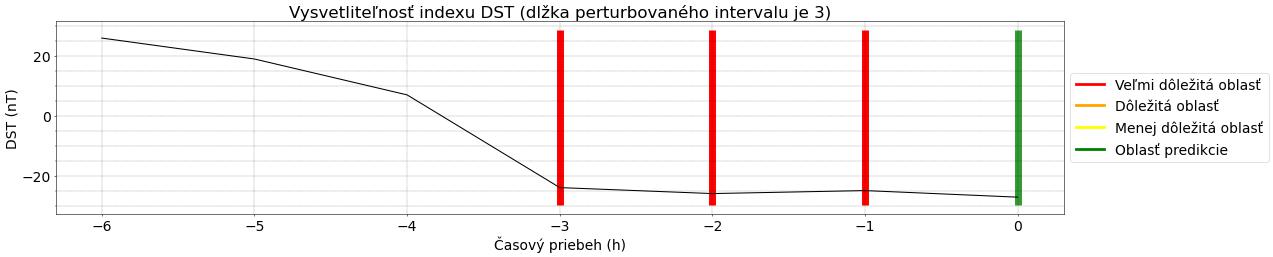 Vysvetliteľnosť indexu DST (dĺžka perturbovaného intervalu je 3)
20
0
−20
DST (nT)
−6 −5 −4 −3 −2 −1 0
Časový priebeh (h)
Veľmi dôležitá oblasť
Dôležitá oblasť
Menej dôležitá oblasť
Oblasť predikcie